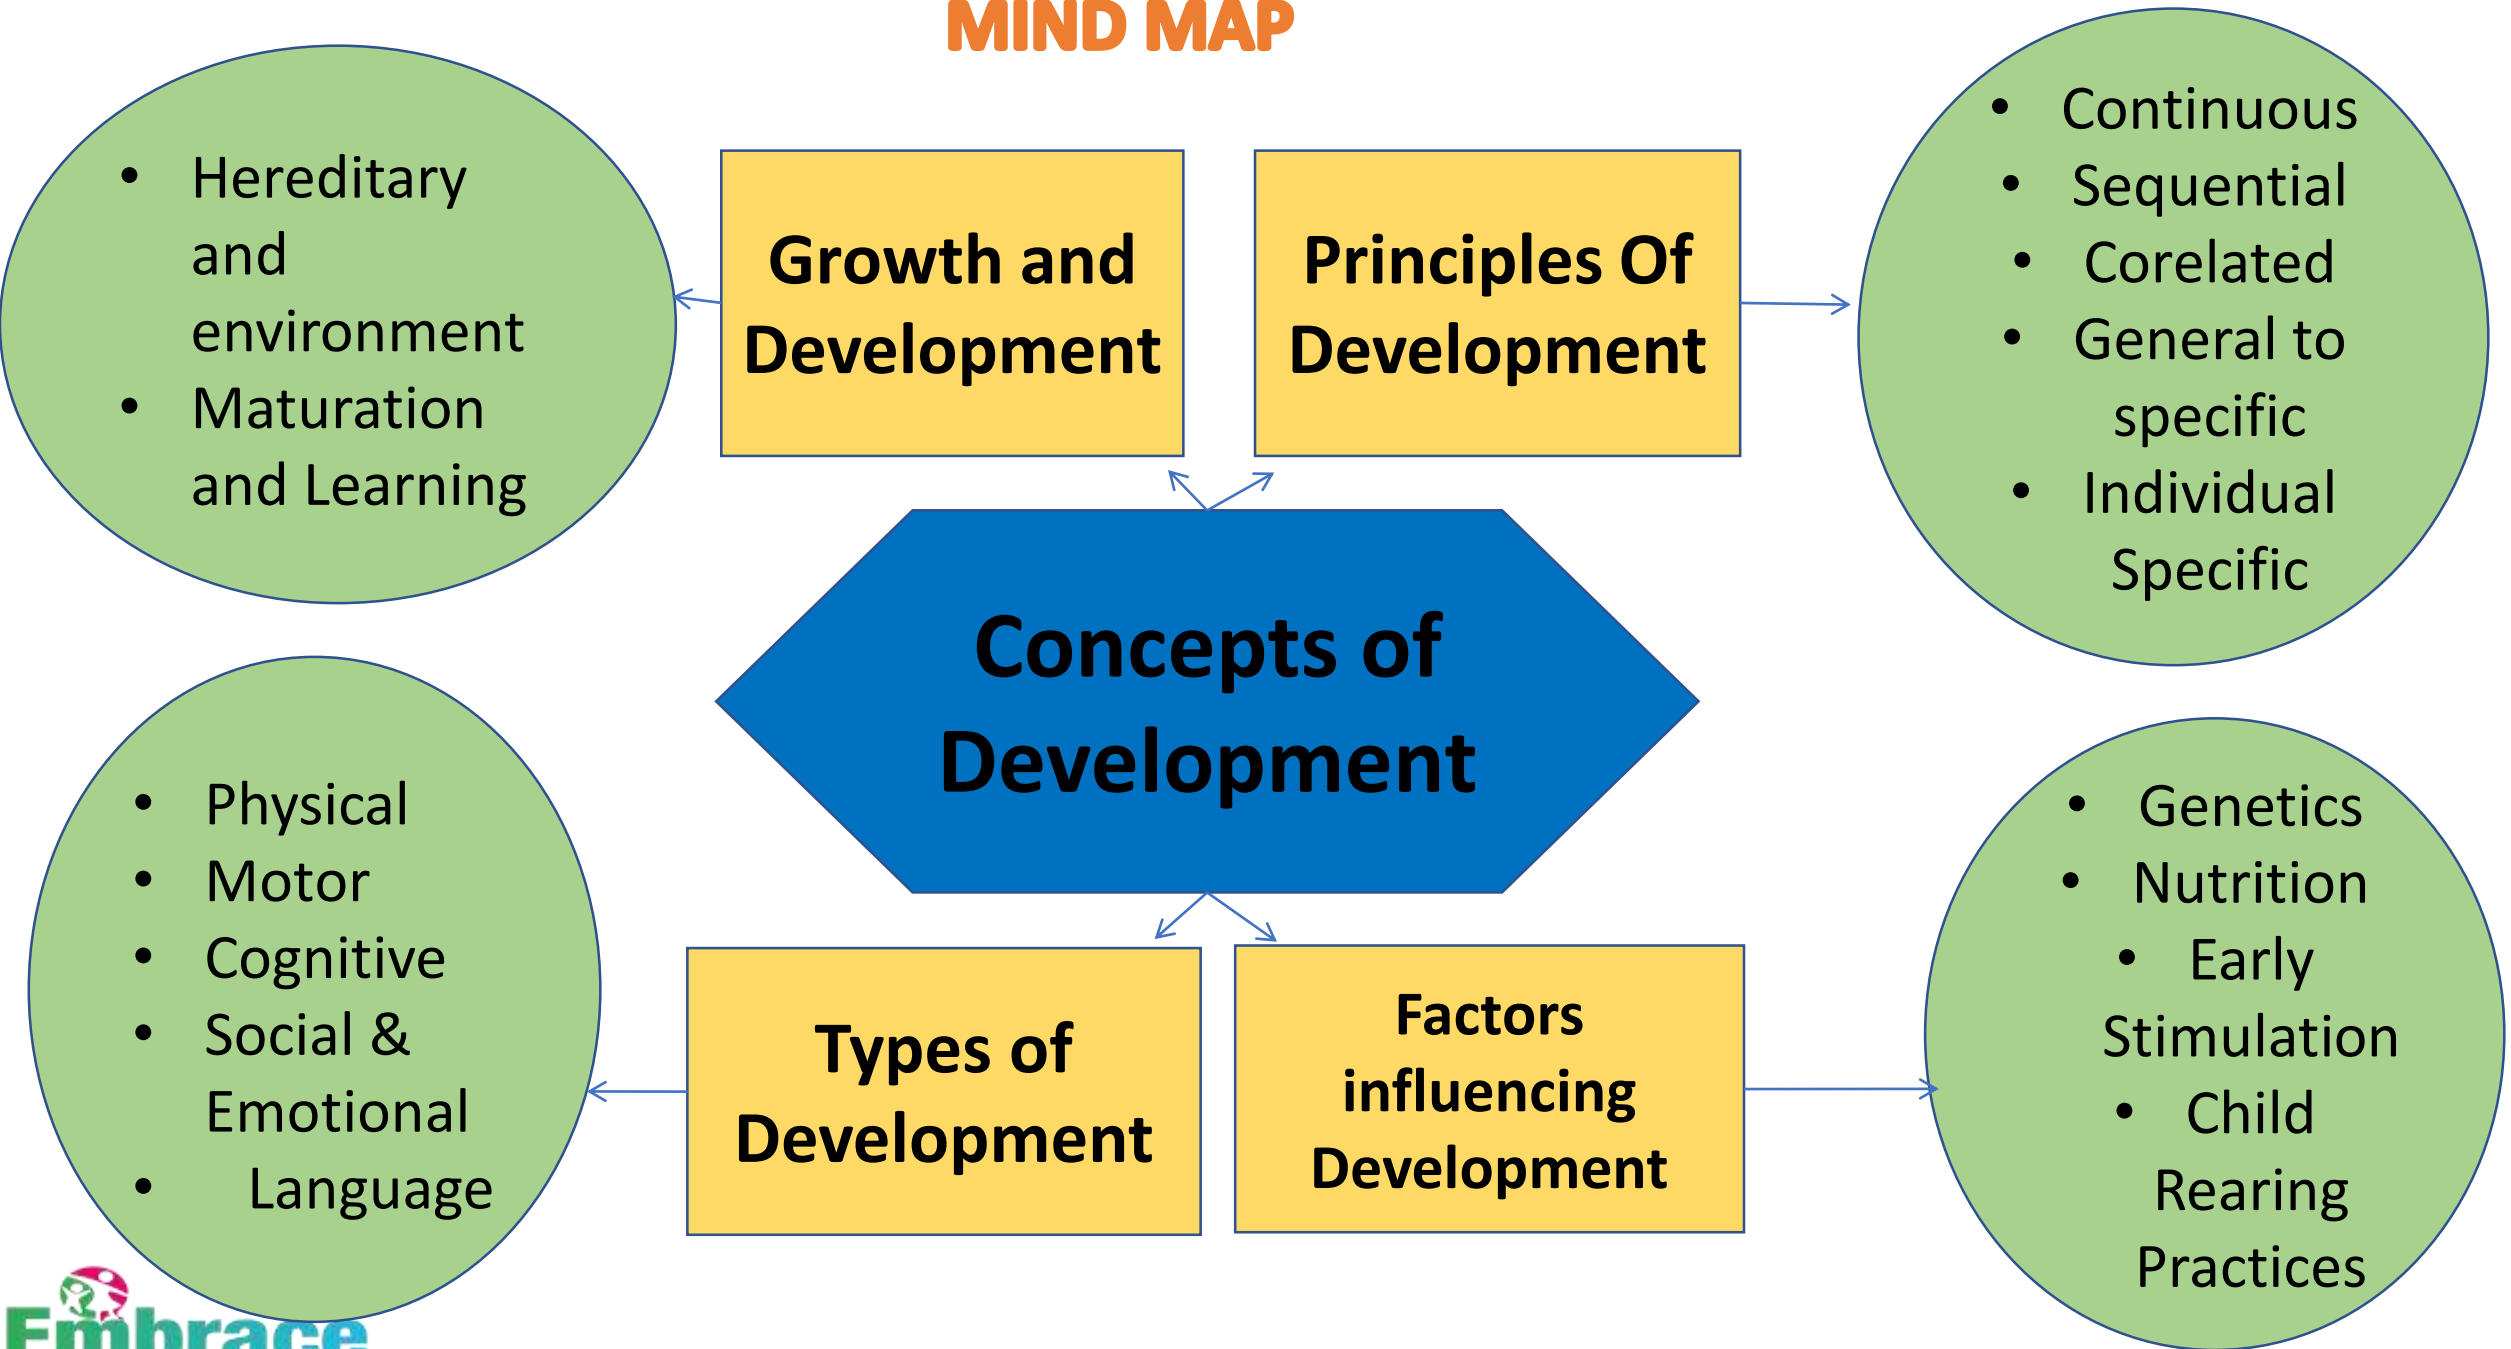 MIND MAP
• Hereditary
and
environment
• Maturation
and Learning
Growth and
Development
Principles Of
Development
• Continuous
• Sequential
• Corelated
• General to
specific
• Individual
Specific
Concepts of
Development
• Physical
• Motor
• Cognitive
• Social &
Emotional
• Language
Types of
Development
Factors
influencing
Development
• Genetics
• Nutrition
• Early
Stimulation
• Child
Rearing
Practices
Embrace